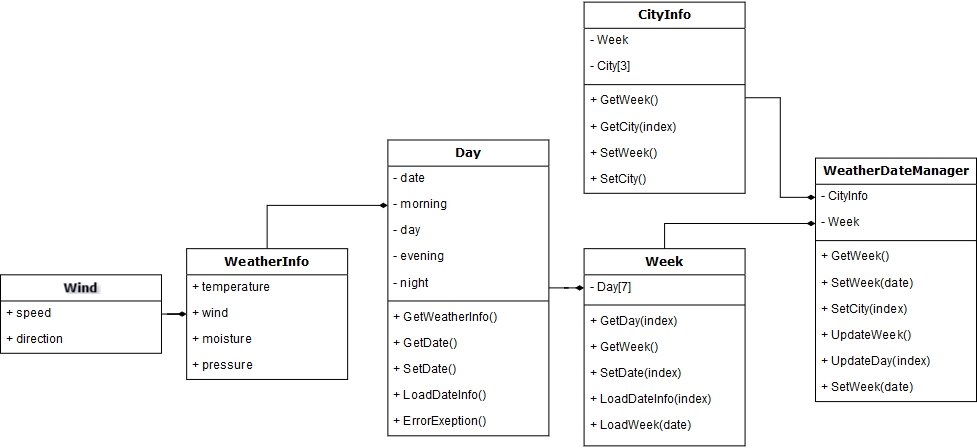 CityInfo
- Week
- City[3]
+ GetWeek()
+ GetCity(index)
+ SetWeek()
+ SetCity()
Day
- date
- morning
- day
- evening
- night
+ GetWeatherInfo()
+ GetDate()
+ SetDate()
+ LoadDateInfo()
+ ErrorExeption()
WeatherDateManager
- CityInfo
- Week
+ GetWeek()
+ SetWeek(date)
+ SetCity(index)
+ UpdateWeek()
+ UpdateDay(index)
+ SetWeek(date)
WeatherInfo
+ temperature
+ wind
+ moisture
+ pressure
Week
- Day[7]
+ GetDay(index)
+ GetWeek()
+ SetDate(index)
+ LoadDateInfo(index)
+ LoadWeek(date)
Wind
+ speed
+ direction